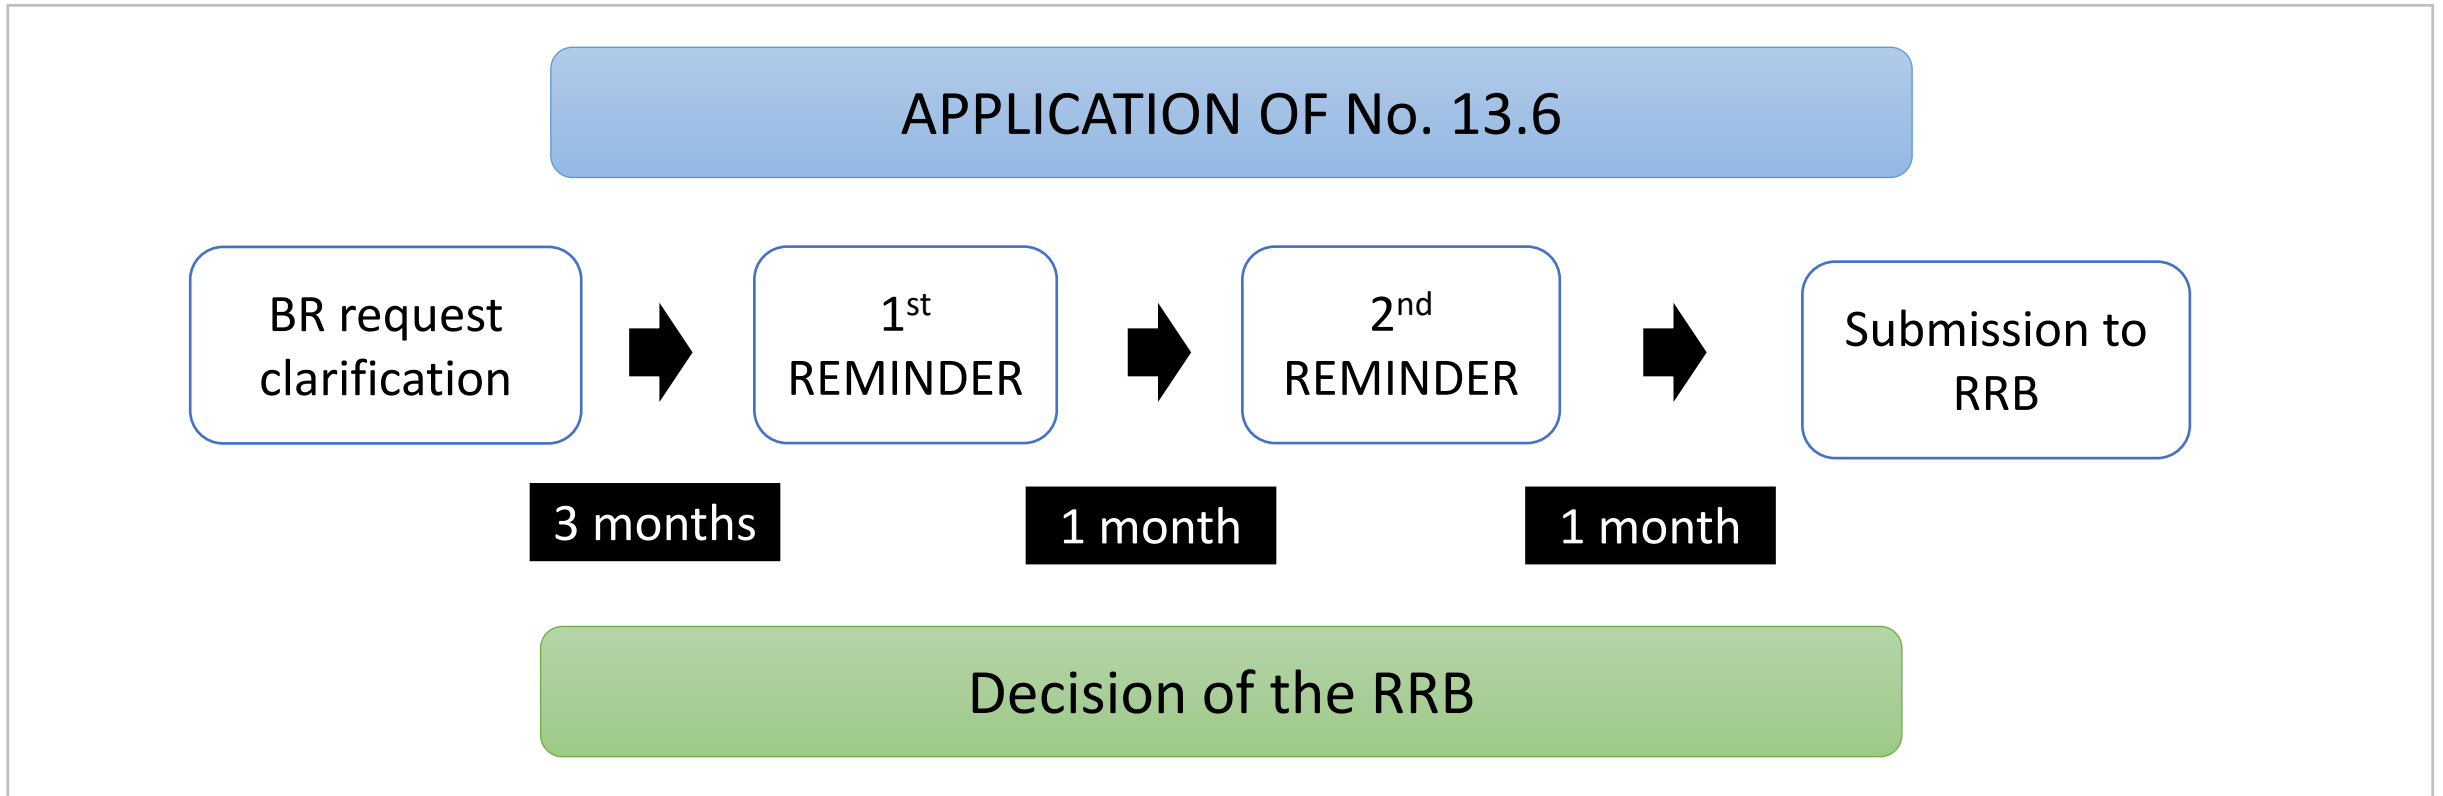 APPLICATION OF No. 13.6
BR request
clarification
1st
REMINDER
2nd
REMINDER
Submission to
RRB
3 months
1 month
1 month
Decision of the RRB